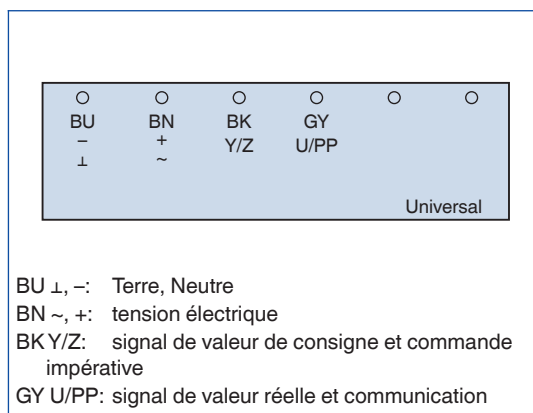 BU BN BK GY
– + Y/Z U/PP
⊥ ~
Universal
BU ⊥, –: Terre, Neutre
BN ~, +: tension électrique
BK Y/Z: signal de valeur de consigne et commande
impérative
GY U/PP: signal de valeur réelle et communication